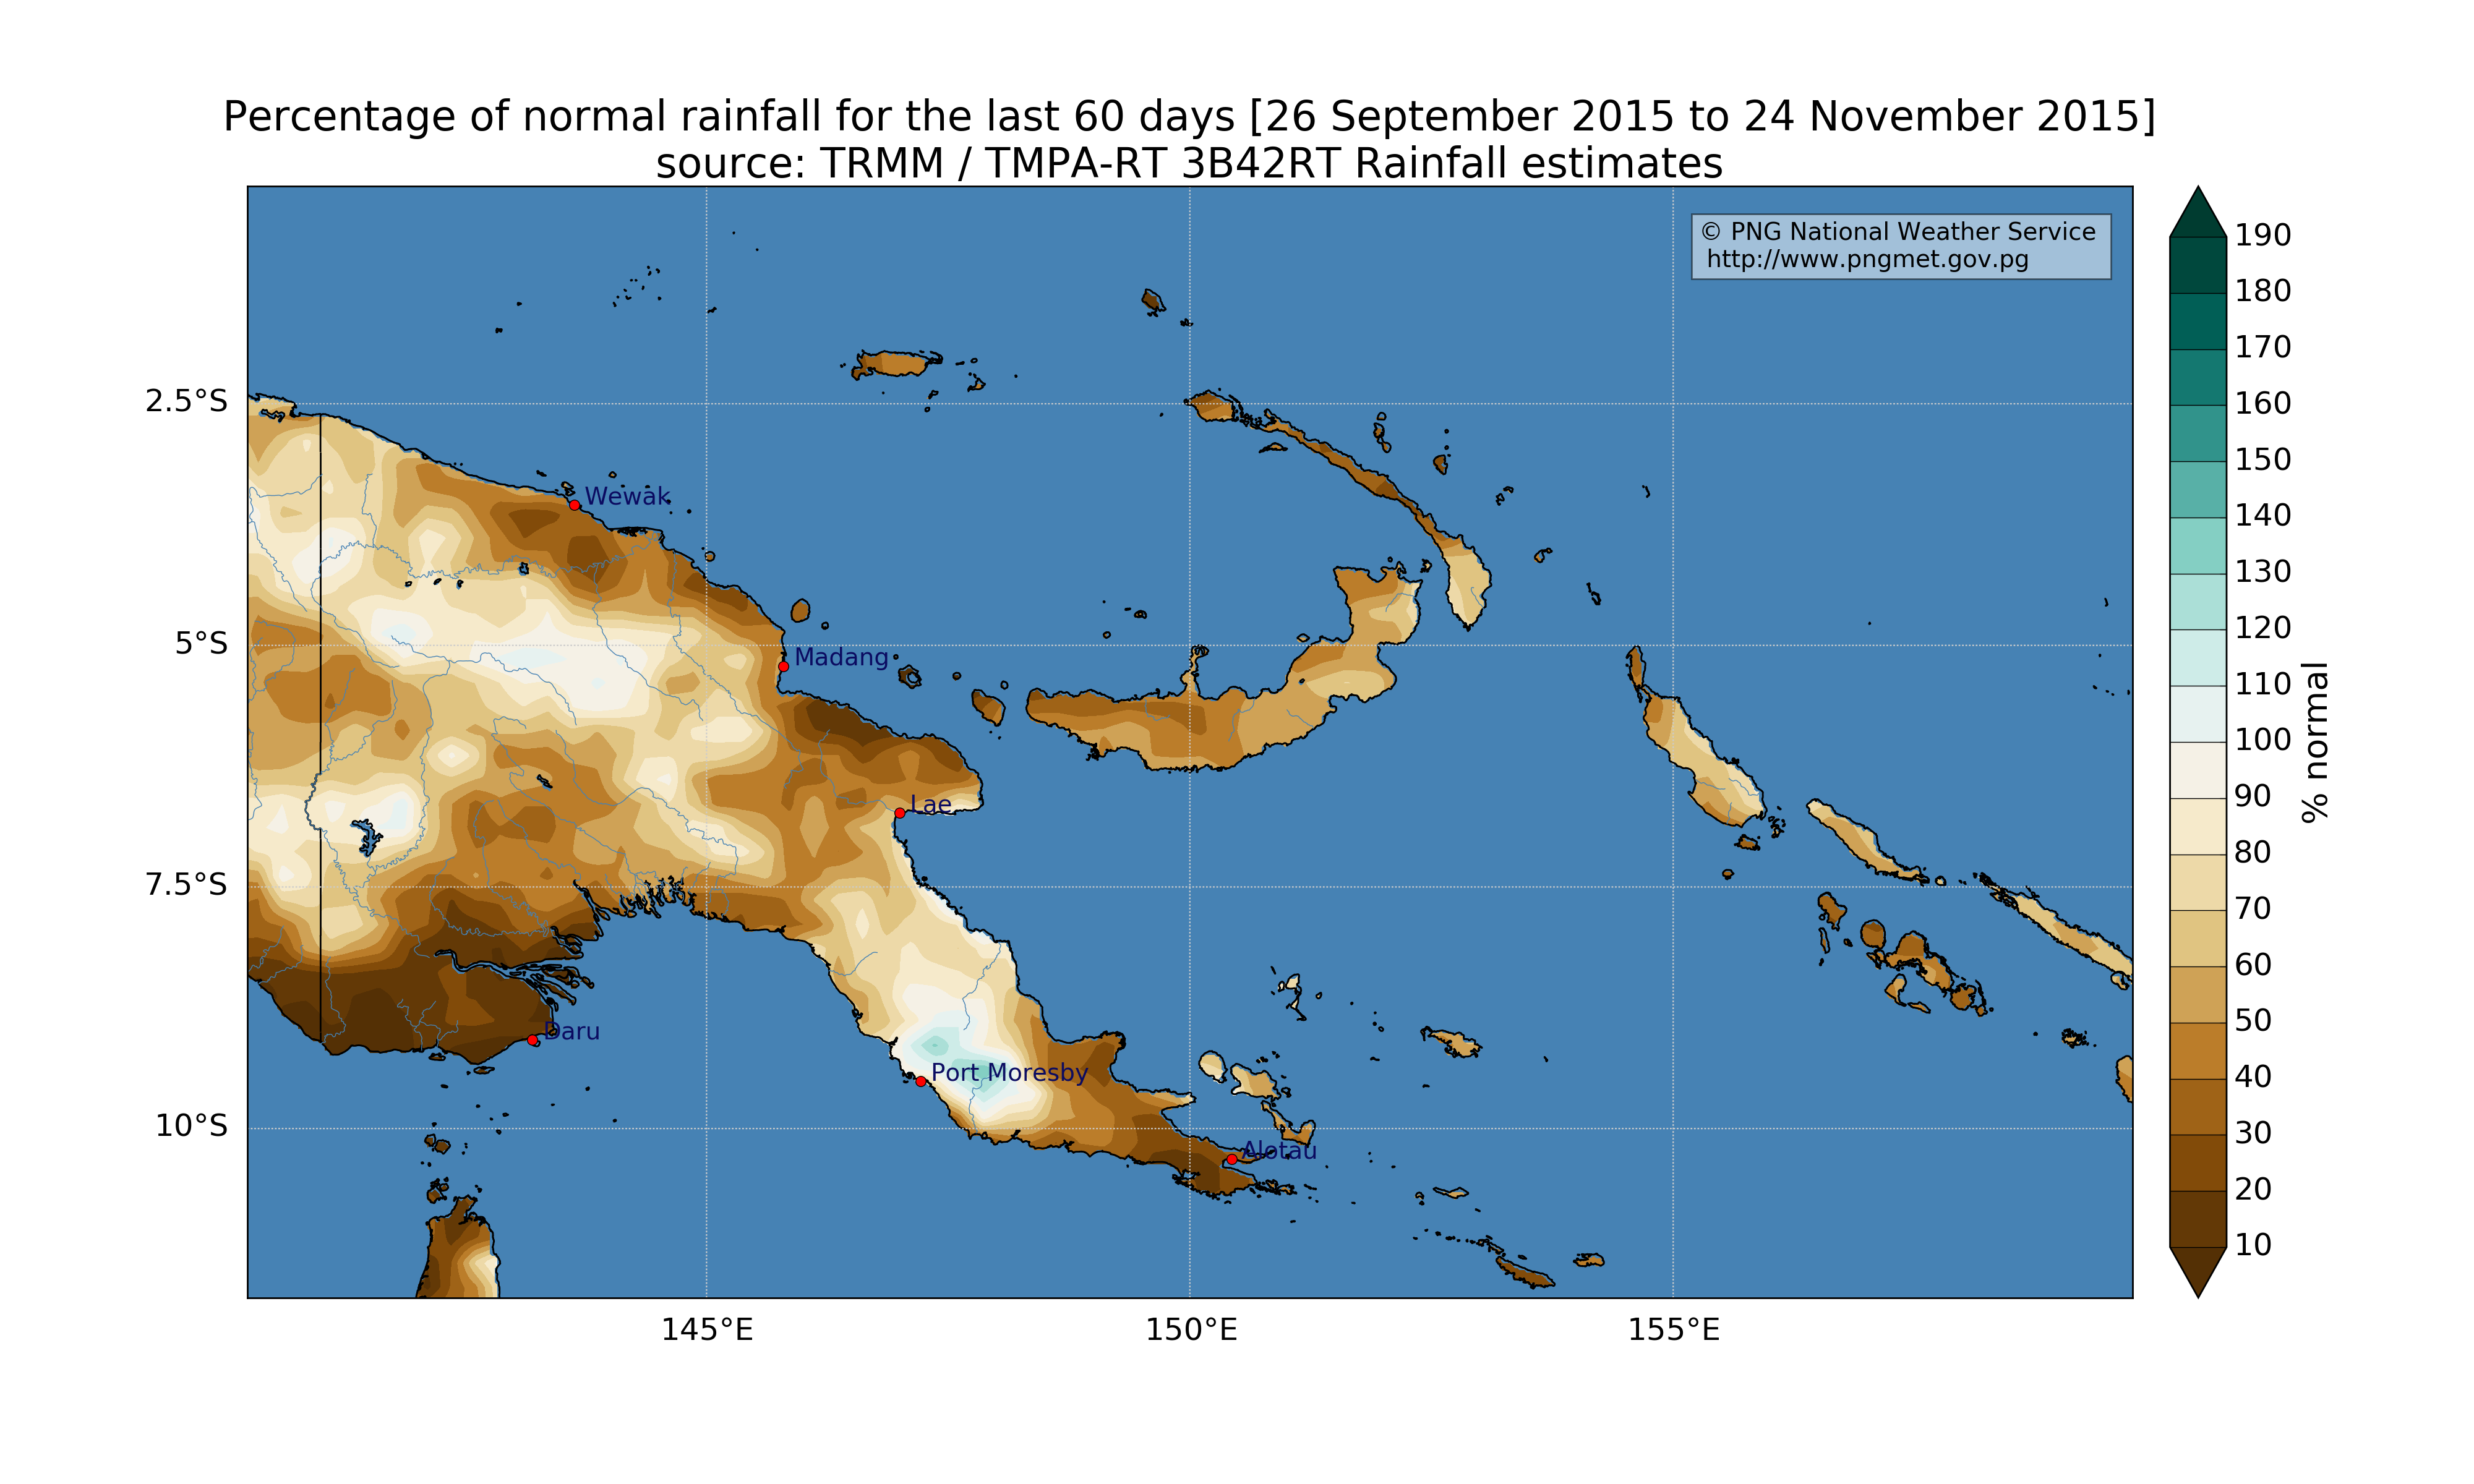 Percentage of normal rainfall for the last 60 days [26 September 2015 to 24 November 2015]
source: TRMM / TMPA-RT 3B42RT Rainfall estimates
© PNG National Weather Service
http://www.pngmet.gov.pg
190
180
170
160
150
140
130
120
110
100
90
80
70
60
50
40
30
20
10
% normal
2.5°S
5°S
7.5°S
10°S
Wewak
Madang
Lae
Daru
Port Moresby
Alotau
145°E
150°E
155°E